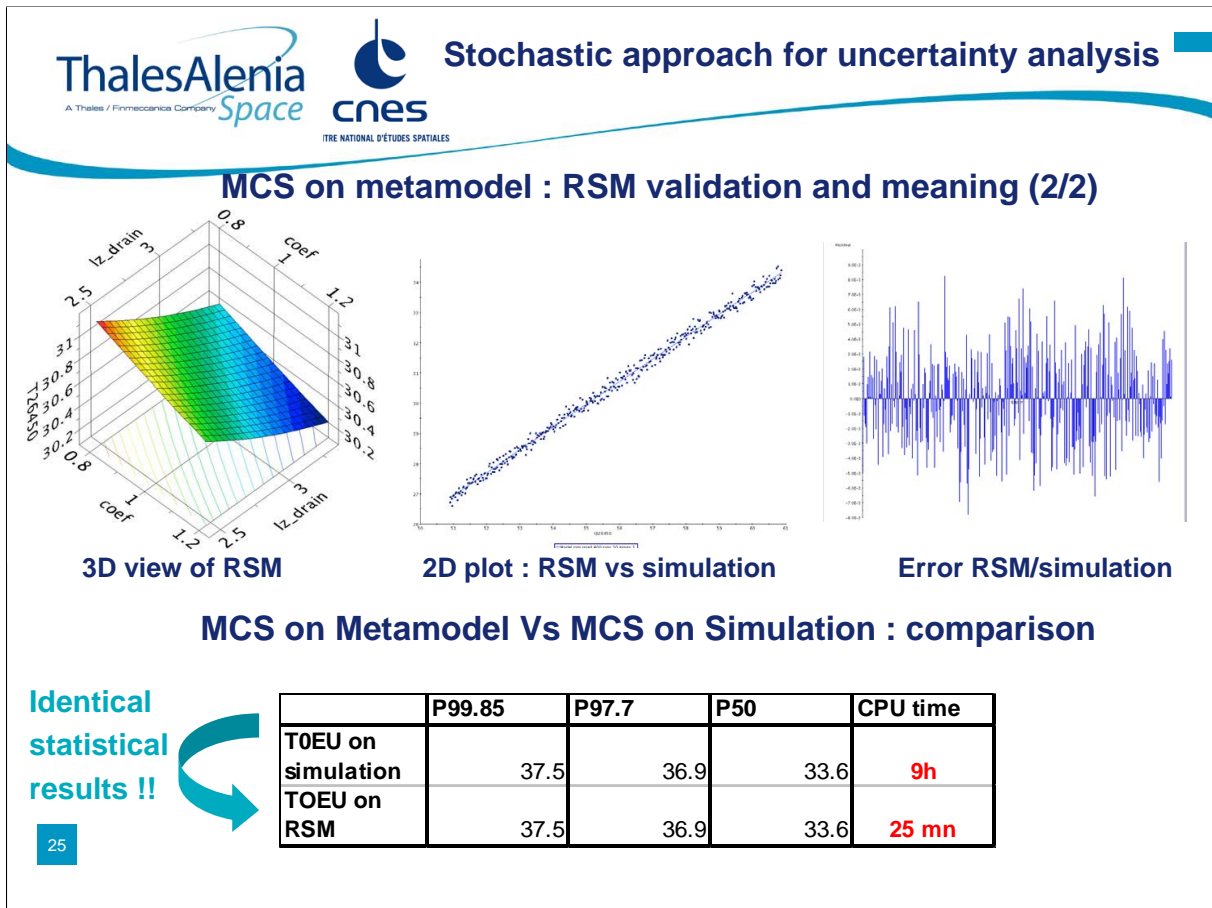 ThalesAlenia
A Thales / Finmeccanica Company Space
cnes
TRE NATIONAL D'ÉTUDES SPATIALES
Stochastic approach for uncertainty analysis
MCS on metamodel : RSM validation and meaning (2/2)
0.8
lz_drain
coef
3
1
2.5
1.2
31
31
30.8
30.8
30.6
30.6
30.4
30.4
30.2
30.2
T26450
0.8
1
3
coef
lz_drain
1.2
2.5
3D view of RSM
2D plot : RSM vs simulation
Error RSM/simulation
MCS on Metamodel Vs MCS on Simulation : comparison
Identical
statistical
results !!
P99.85 P97.7 P50 CPU time
T0EU on
simulation 37.5 36.9 33.6 9h
TOEU on
RSM 37.5 36.9 33.6 25 mn
25